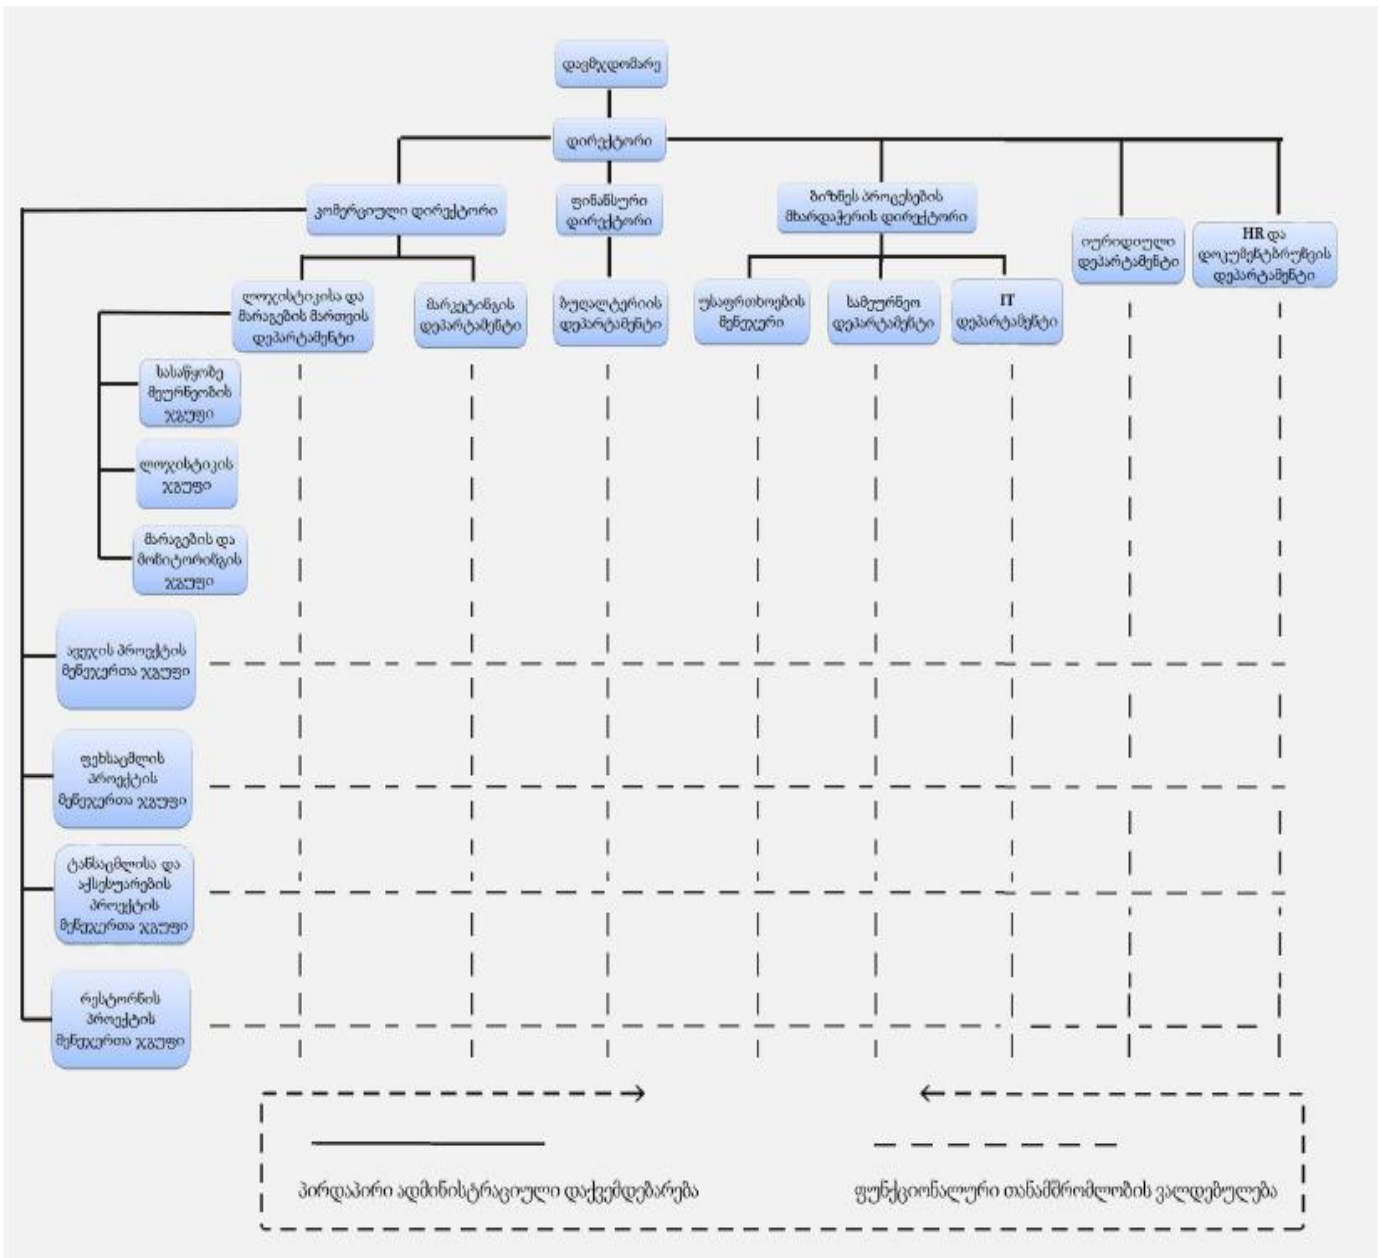 დავმჯდომარე
დირექტორი
კომერციული დირექტორი
ფინანსური
დირექტორი
ბიზნეს პროცესების
მხარდაჭერის დირექტორი
იურიდიული
დეპარტამენტი
HR და
დოკუმენტბრუნვის
დეპარტამენტი
ლოჯისტიკისა და
მარაგების მართვის
დეპარტამენტი
მარკეტინგის
დეპარტამენტი
ბუღალტერიის
დეპარტამენტი
უსაფრთხოების
მენეჯერი
სამეურნეო
დეპარტამენტი
IT
დეპარტამენტი
სასაწყობე
მეურნეობის
ჯგუფი
ლოჯისტიკის
ჯგუფი
მარაგების და
მონიტორინგის
ჯგუფი
ავეჯის პროექტის
მენეჯერთა ჯგუფი
ფეხსაცმლის
პროექტის
მენეჯერთა ჯგუფი
ტანსაცმლისა და
აქსესუარების
პროექტის
მენეჯერთა ჯგუფი
რესტორნის
პროექტის
მენეჯერთა ჯგუფი
პირდაპირი ადმინისტრაციული დაქვემდებარება
ფუნქციონალური თანამშრომლობის ვალდებულება